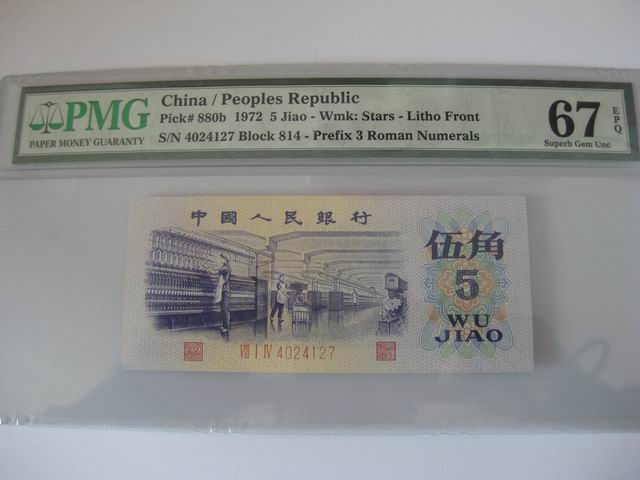 PMG
PAPER MONEY GUARANTY
China / Peoples Republic
Pick# 880b 1972 5 Jiao - Wmk: Stars - Litho Front
S/N 4024127 Block 814 - Prefix 3 Roman Numerals
67 EPQ
Superb Gem Unc
中國人民銀行
伍角
5
WU
JIAO
VIII I IV 4024127